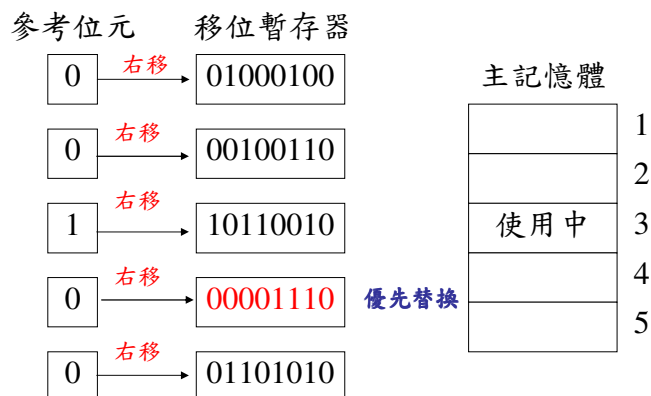 參考位元 移位暫存器
0 右移 01000100
0 右移 00100110
1 右移 10110010
0 右移 00001110 優先替換
0 右移 01101010
主記憶體
1
2
使用中 3
4
5